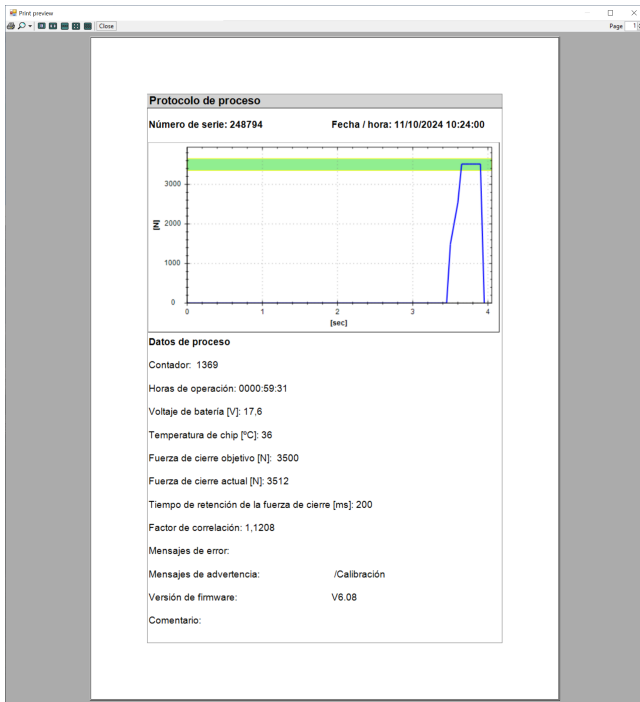 Print preview
Close
Page 1
Protocolo de proceso
Número de serie: 248794 Fecha / hora: 11/10/2024 10:24:00
3000
2000
1000
0
[N]
0 1 2 3 4
[sec]
Datos de proceso
Contador: 1369
Horas de operación: 0000:59:31
Voltaje de batería [V]: 17,6
Temperatura de chip [ºC]: 36
Fuerza de cierre objetivo [N]: 3500
Fuerza de cierre actual [N]: 3512
Tiempo de retención de la fuerza de cierre [ms]: 200
Factor de correlación: 1,1208
Mensajes de error:
Mensajes de advertencia: /Calibración
Versión de firmware: V6.08
Comentario: